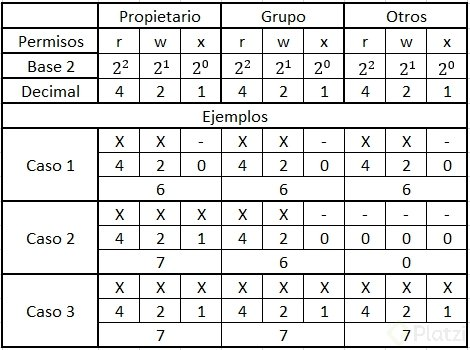 Propietario Grupo Otros
Permisos r w x r w x r w x
Base 2 2² 2¹ 2⁰ 2² 2¹ 2⁰ 2² 2¹ 2⁰
Decimal 4 2 1 4 2 1 4 2 1
Ejemplos
X X - X X - X X -
Caso 1 4 2 0 4 2 0 4 2 0
6 6 6
X X X X X - - - -
Caso 2 4 2 1 4 2 0 0 0 0
7 6 0
X X X X X X X X X
Caso 3 4 2 1 4 2 1 4 2 1
7 7 7
Platzi